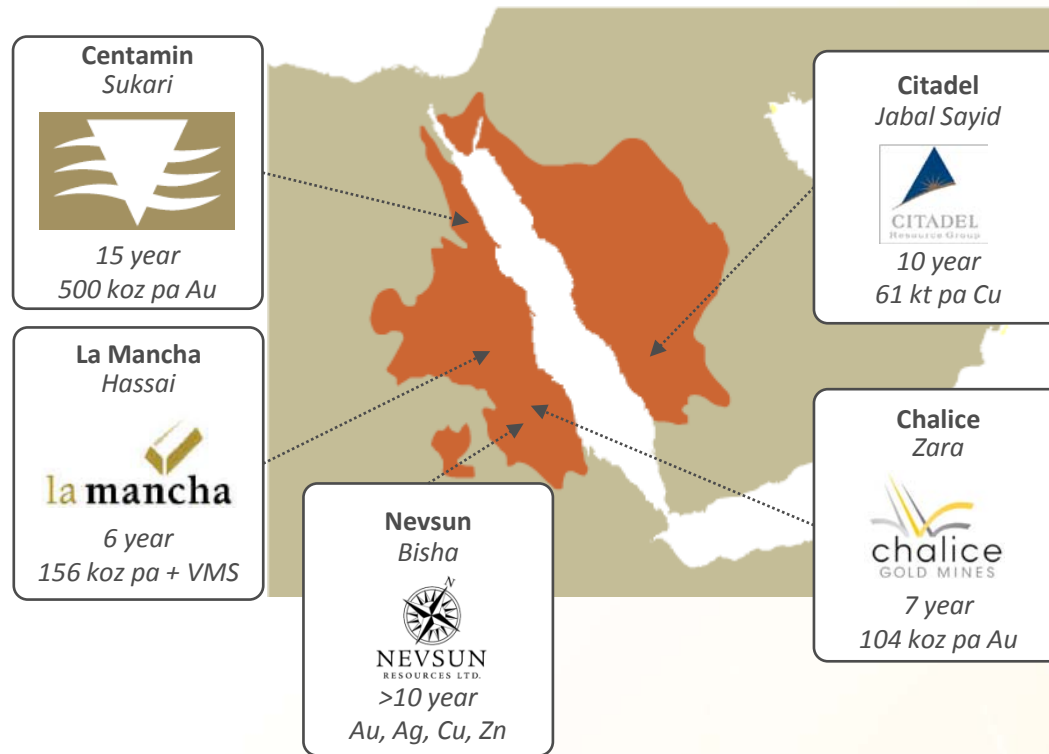 Centamin
Sukari
15 year
500 koz pa Au
La Mancha
Hassai
la mancha
6 year
156 koz pa + VMS
Nevsun
Bisha
N
NEVSUN
RESOURCES LTD.
>10 year
Au, Ag, Cu, Zn
Citadel
Jabal Sayid
CITADEL
Resource Group
10 year
61 kt pa Cu
Chalice
Zara
chalice
GOLD MINES
7 year
104 koz pa Au